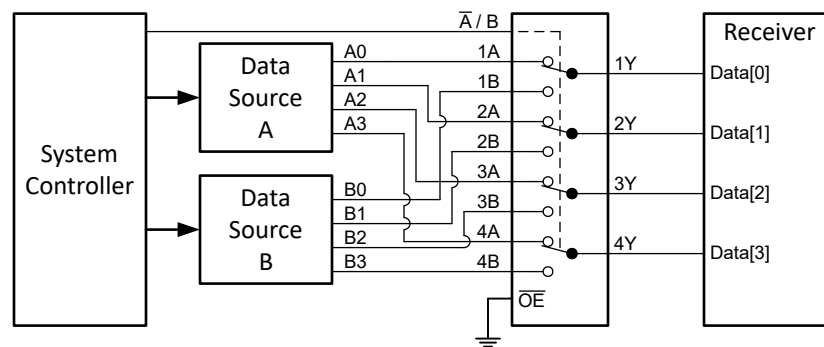 System
Controller
Data
Source
A
A0
A1
A2
A3
Data
Source
B
B0
B1
B2
B3
A̅ / B
1A
1B
2A
2B
3A
3B
4A
4B
O̅E̅
1Y
2Y
3Y
4Y
Receiver
Data[0]
Data[1]
Data[2]
Data[3]